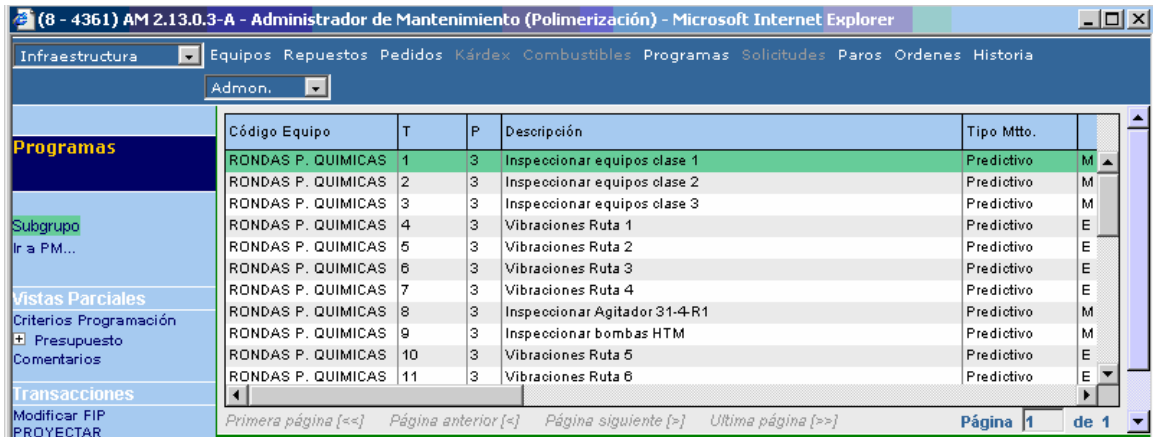 (8 - 4361) AM 2.13.0.3-A - Administrador de Mantenimiento (Polimerización) - Microsoft Internet Explorer
Infraestructura Equipos Repuestos Pedidos Kárdex Combustibles Programas Solicitudes Paros Ordenes Historia
Admon.
Programas
Subgrupo
Ir a PM...
Vistas Parciales
Criterios Programación
Presupuesto
Comentarios
Transacciones
Modificar FIP
PROYECTAR
Código Equipo T P Descripción Tipo Mtto.
RONDAS P. QUIMICAS 1 3 Inspeccionar equipos clase 1 Predictivo M
RONDAS P. QUIMICAS 2 3 Inspeccionar equipos clase 2 Predictivo M
RONDAS P. QUIMICAS 3 3 Inspeccionar equipos clase 3 Predictivo M
RONDAS P. QUIMICAS 4 3 Vibraciones Ruta 1 Predictivo E
RONDAS P. QUIMICAS 5 3 Vibraciones Ruta 2 Predictivo E
RONDAS P. QUIMICAS 6 3 Vibraciones Ruta 3 Predictivo E
RONDAS P. QUIMICAS 7 3 Vibraciones Ruta 4 Predictivo E
RONDAS P. QUIMICAS 8 3 Inspeccionar Agitador 31-4-R1 Predictivo M
RONDAS P. QUIMICAS 9 3 Inspeccionar bombas HTM Predictivo M
RONDAS P. QUIMICAS 10 3 Vibraciones Ruta 5 Predictivo E
RONDAS P. QUIMICAS 11 3 Vibraciones Ruta 6 Predictivo E
Primera página [<<] Página anterior [<] Página siguiente [>] Ultima página [>>] Página 1 de 1